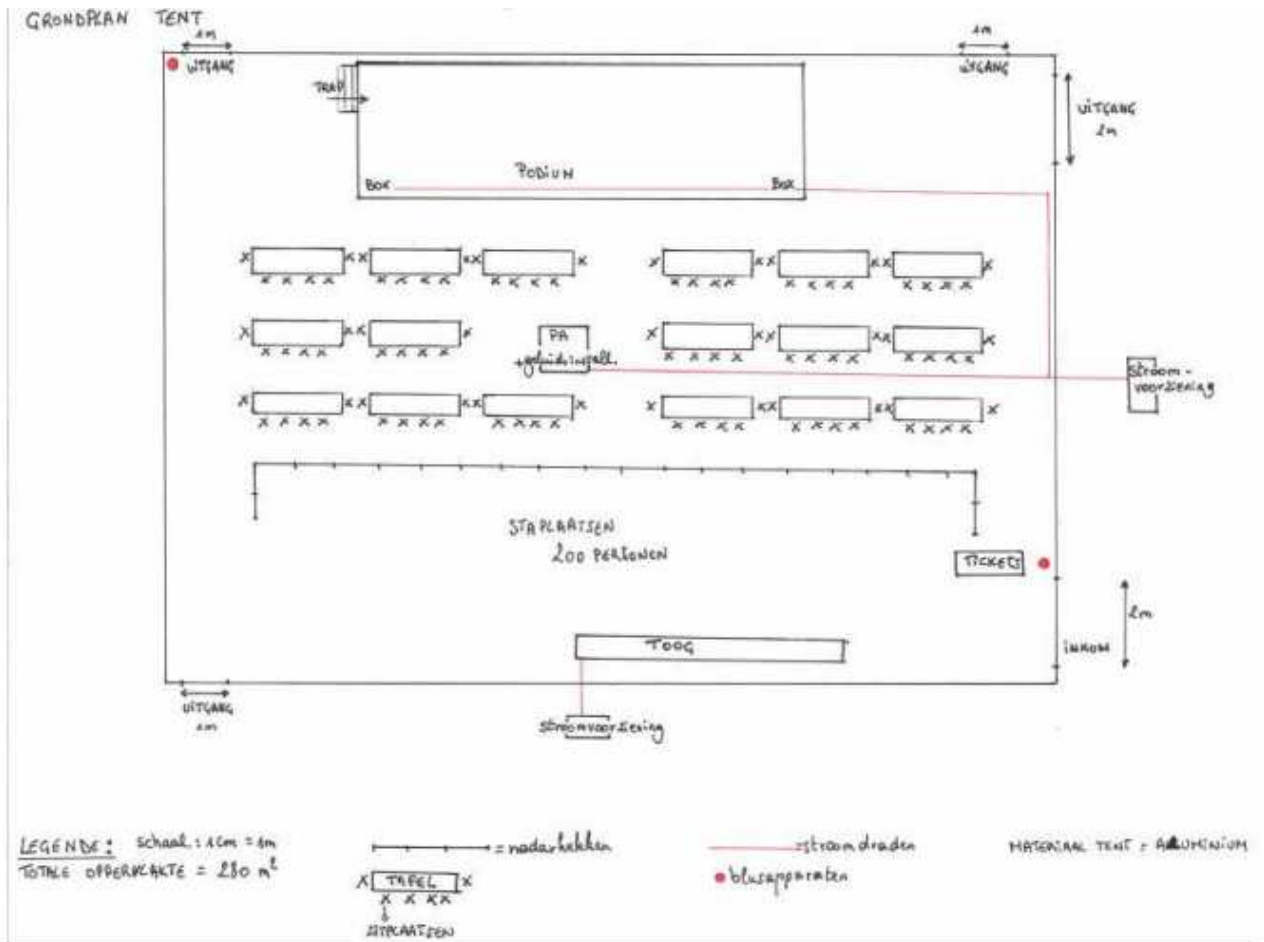 GRONDPLAN TENT
1m
1m
UITGANG
UITGANG
TRAP
UITGANG
2m
PODIUM
BOX
BOX
PA
+geluidsinstall.
stroom-
voorziening
STAPLAATSEN
200 PERSONEN
TICKETS
2m
TOOG
INKOM
UITGANG
1m
stroomvoorziening
LEGENDE: schaal: 1cm = 1m
TOTALE OPPERVLAKTE = 280 m²
= nadarhekken
TAFEL
ZITPLAATSEN
= stroomdraden
blusapparaten
MATERIAAL TENT = ALUMINIUM